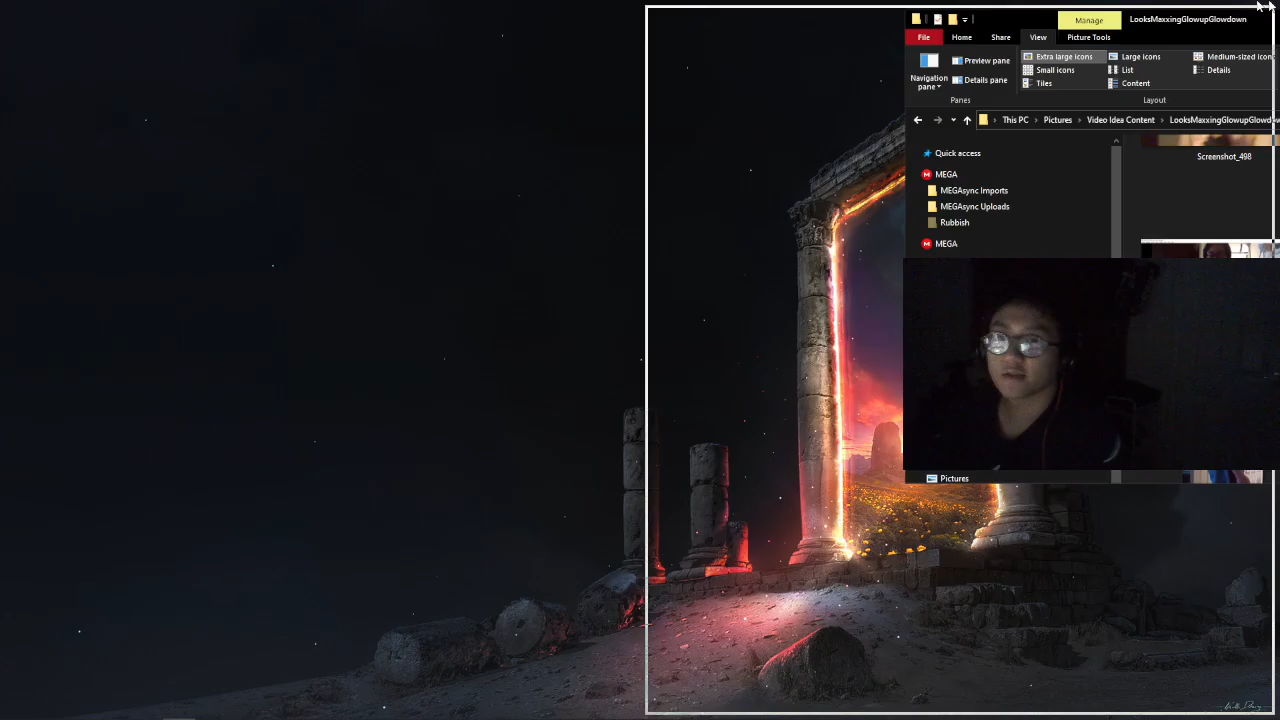 Manage
LooksMaxxingGlowupGlowdown
File
Home
Share
View
Picture Tools
Navigation pane
Preview pane
Details pane
Extra large icons
Large icons
Medium-sized icons
Small icons
List
Details
Tiles
Content
Panes
Layout
This PC
Pictures
Video Idea Content
LooksMaxxingGlowupGlowdow
Quick access
Screenshot_498
MEGA
MEGAsync Imports
MEGAsync Uploads
Rubbish
MEGA
Pictures